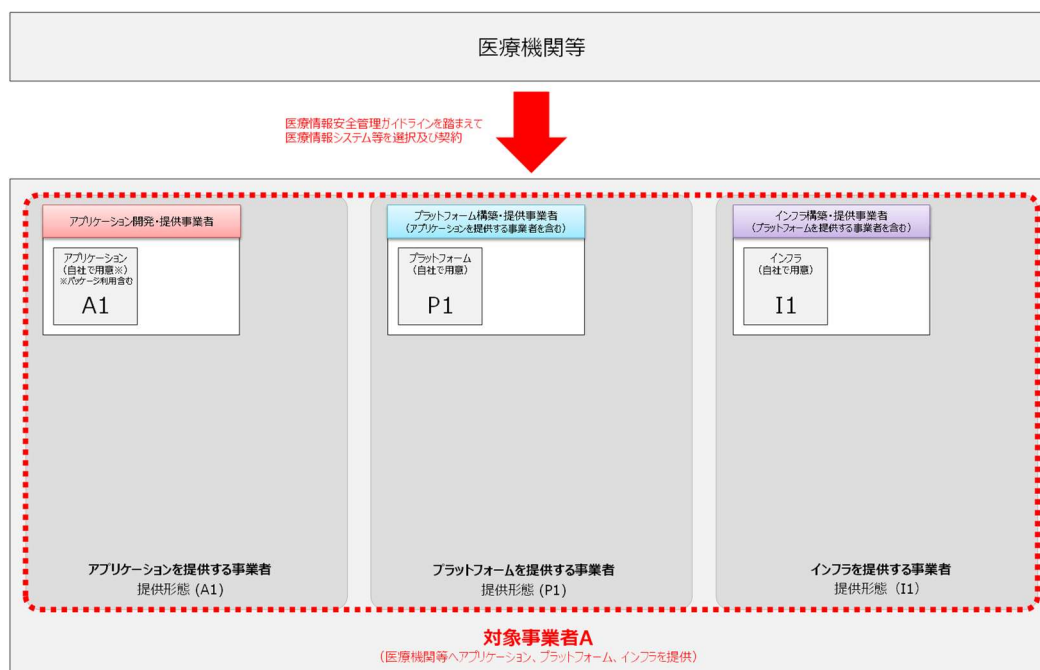 医療機関等
医療情報安全管理ガイドラインを踏まえて
医療情報システム等を選択及び契約
アプリケーション開発・提供事業者
アプリケーション
(自社で用意※)
※パッケージ利用含む
A1
プラットフォーム構築・提供事業者
(アプリケーションを提供する事業者を含む)
プラットフォーム
(自社で用意)
P1
インフラ構築・提供事業者
(プラットフォームを提供する事業者を含む)
インフラ
(自社で用意)
I1
アプリケーションを提供する事業者
提供形態 (A1)
プラットフォームを提供する事業者
提供形態 (P1)
インフラを提供する事業者
提供形態 (I1)
対象事業者A
(医療機関等へアプリケーション、プラットフォーム、インフラを提供)